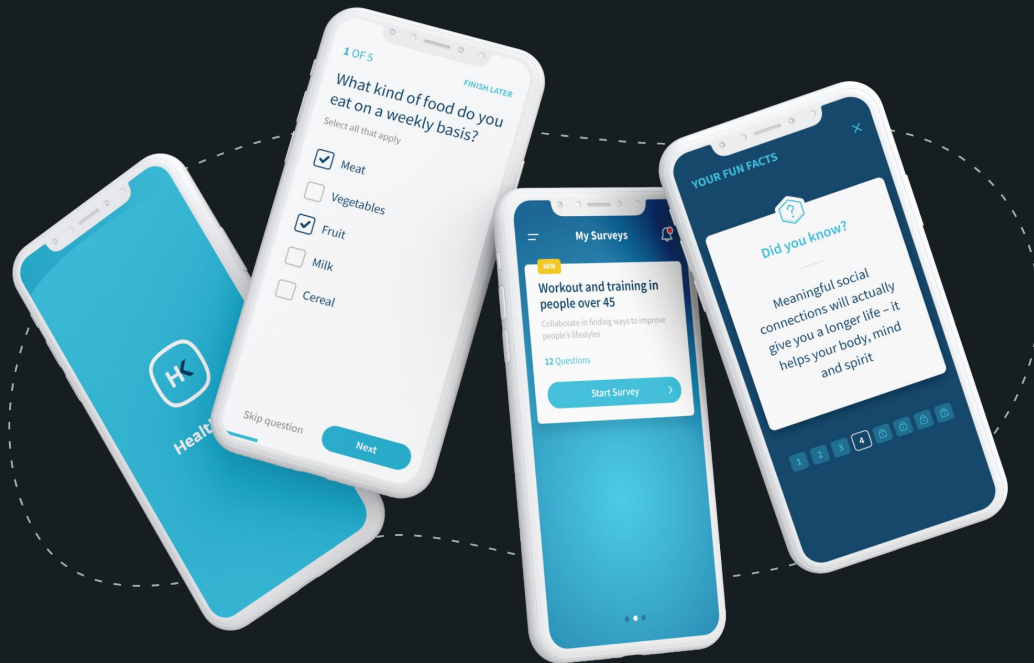 HK
1 OF 5
FINISH LATER
What kind of food do you
eat on a weekly basis?
Select all that apply
Meat
Vegetables
Fruit
Milk
Cereal
Skip question
Next
My Surveys
NEW
Workout and training in
people over 45
Collaborate in finding ways to improve
people's lifestyles
12 Questions
Start Survey
YOUR FUN FACTS
Did you know?
Meaningful social
connections will actually
give you a longer life – it
helps your body, mind
and spirit
1 2 3 4